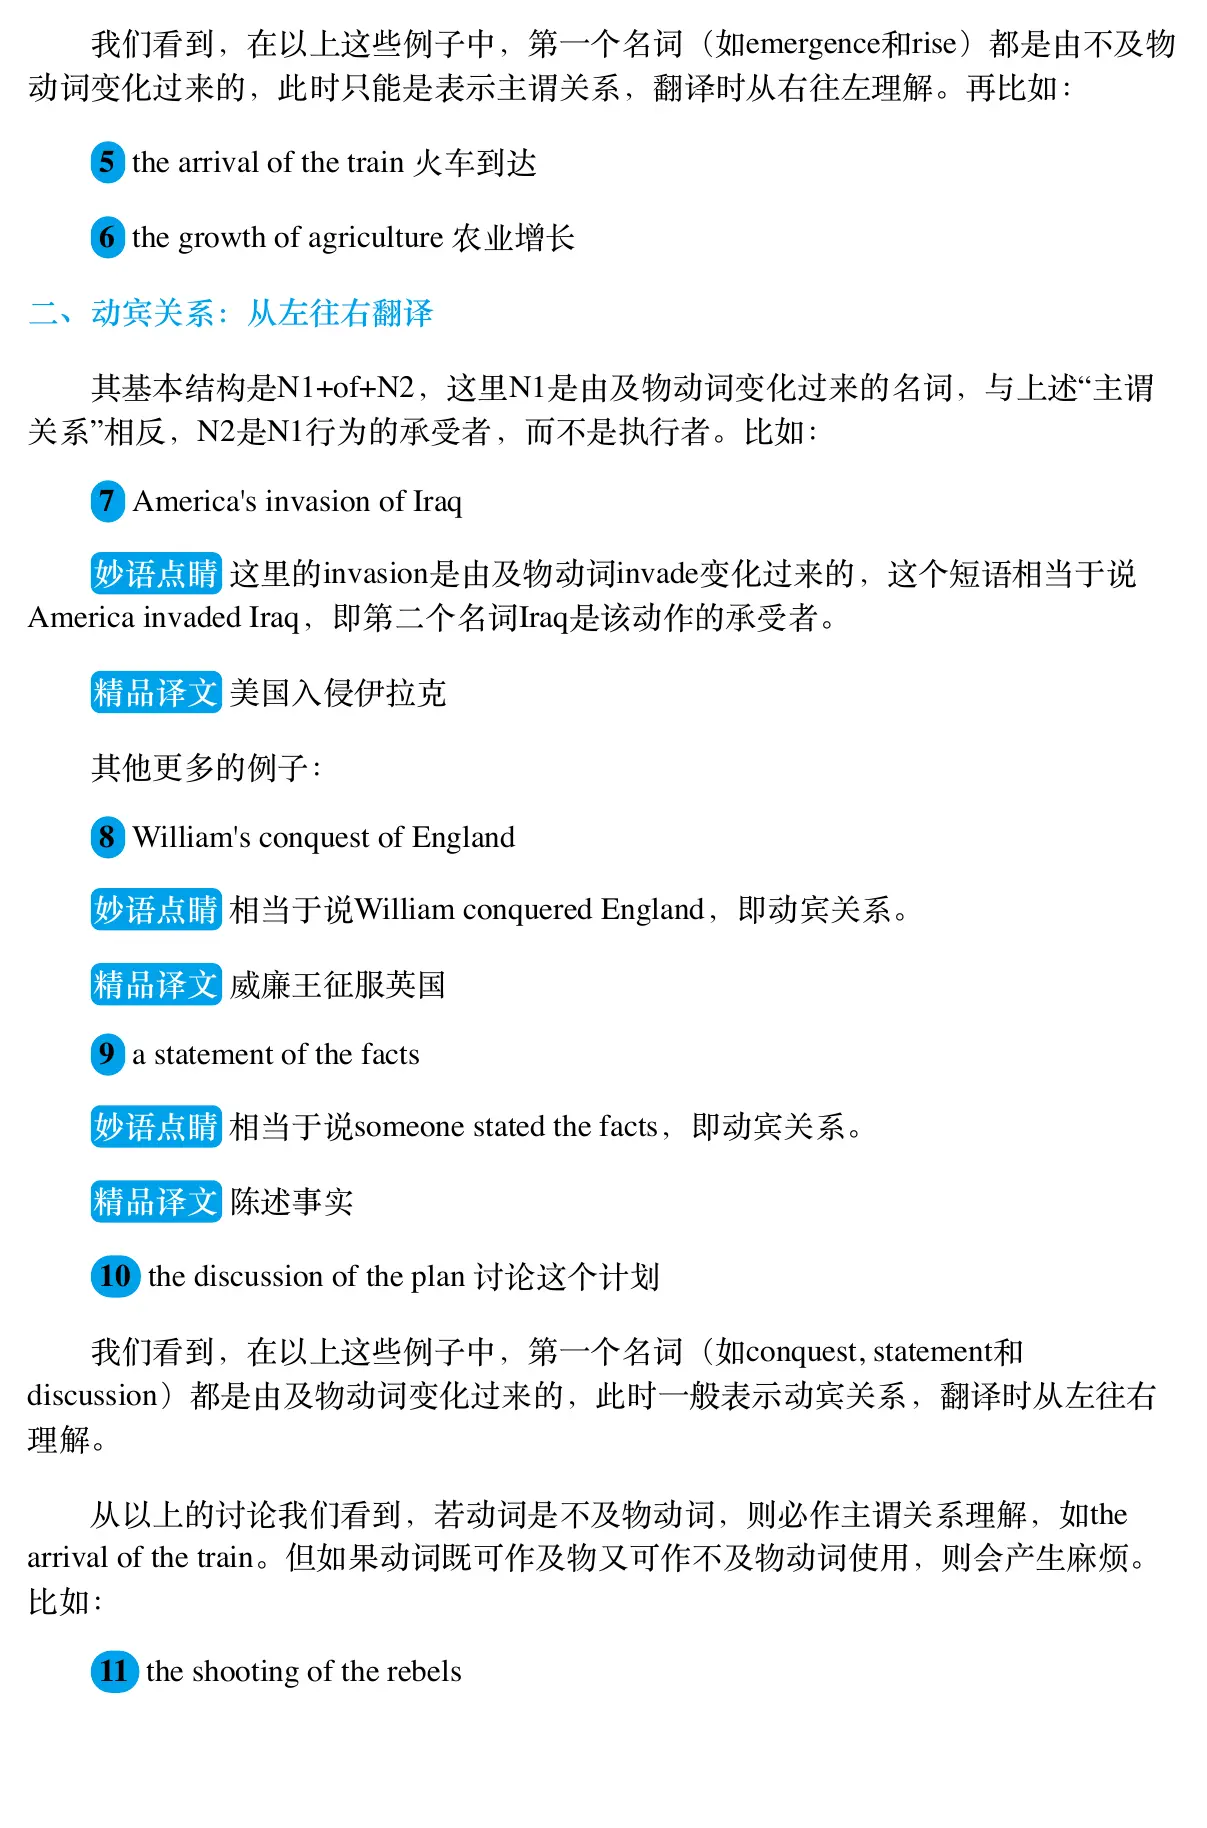 我们看到，在以上这些例子中，第一个名词（如emergence和rise）都是由不及物
动词变化过来的，此时只能是表示主谓关系，翻译时从右往左理解。再比如：
5 the arrival of the train 火车到达
6 the growth of agriculture 农业增长
二、动宾关系：从左往右翻译
其基本结构是N1+of+N2，这里N1是由及物动词变化过来的名词，与上述“主谓
关系”相反，N2是N1行为的承受者，而不是执行者。比如：
7 America's invasion of Iraq
妙语点睛 这里的invasion是由及物动词invade变化过来的，这个短语相当于说
America invaded Iraq，即第二个名词Iraq是该动作的承受者。
精品译文 美国入侵伊拉克
其他更多的例子：
8 William's conquest of England
妙语点睛 相当于说William conquered England，即动宾关系。
精品译文 威廉王征服英国
9 a statement of the facts
妙语点睛 相当于说someone stated the facts，即动宾关系。
精品译文 陈述事实
10 the discussion of the plan 讨论这个计划
我们看到，在以上这些例子中，第一个名词（如conquest, statement和
discussion）都是由及物动词变化过来的，此时一般表示动宾关系，翻译时从左往右
理解。
从以上的讨论我们看到，若动词是不及物动词，则必作主谓关系理解，如the
arrival of the train。但如果动词既可作及物又可作不及物动词使用，则会产生麻烦。
比如：
11 the shooting of the rebels